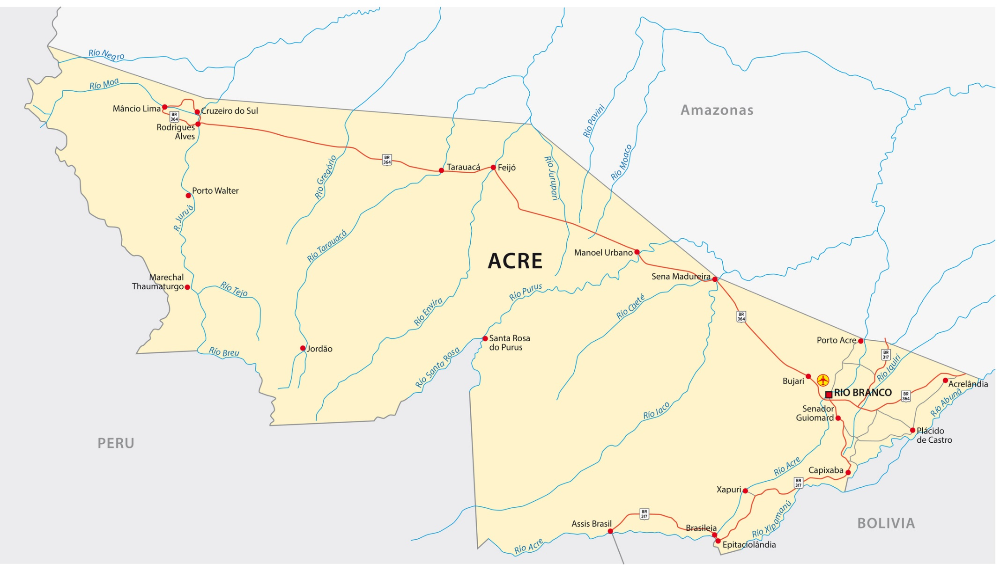 Río Negro
Río Moa
Mâncio Lima
Cruzeiro do Sul
BR
364
Rodrigues
Alves
Amazonas
Río Pavini
Río Moaco
BR
364
Río Gregório
Tarauacá
Feijó
Río Jurupari
Porto Walter
R. Juruá
Río Tarauacá
ACRE
Manoel Urbano
Sena Madureira
Marechal
Thaumaturgo
Río Tejo
Río Purus
Río Envira
Río Caeté
BR
364
Santa Rosa
do Purus
Porto Acre
Jordão
Río Breu
Río Santa Rosa
BR
317
Río Iquiri
Bujari
RIO BRANCO
Acrelândia
BR
364
Río Abunã
Senador
Guiomard
Río Iaco
Plácido
de Castro
PERU
Río Acre
Capixaba
BR
317
Xapuri
Río Xipamanú
BR
317
Assis Brasil
Brasileia
BOLIVIA
Río Acre
Epitaciolândia